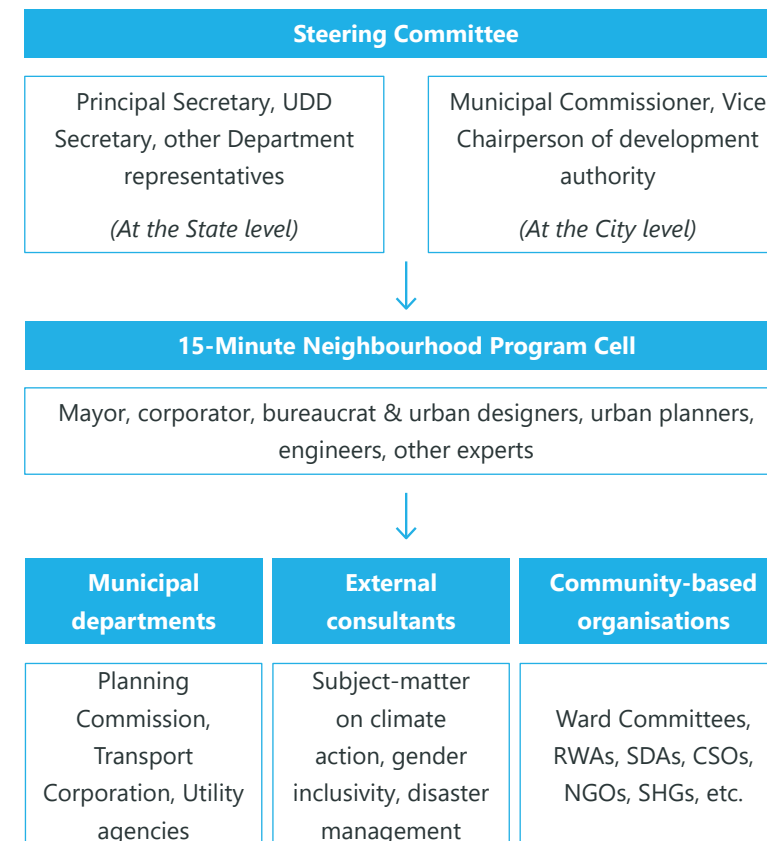 Steering Committee
Principal Secretary, UDD
Secretary, other Department
representatives
(At the State level)
Municipal Commissioner, Vice
Chairperson of development
authority
(At the City level)
15-Minute Neighbourhood Program Cell
Mayor, corporator, bureaucrat & urban designers, urban planners,
engineers, other experts
Municipal
departments
Planning
Commission,
Transport
Corporation, Utility
agencies
External
consultants
Subject-matter
on climate
action, gender
inclusivity, disaster
management
Community-based
organisations
Ward Committees,
RWAs, SDAs, CSOs,
NGOs, SHGs, etc.